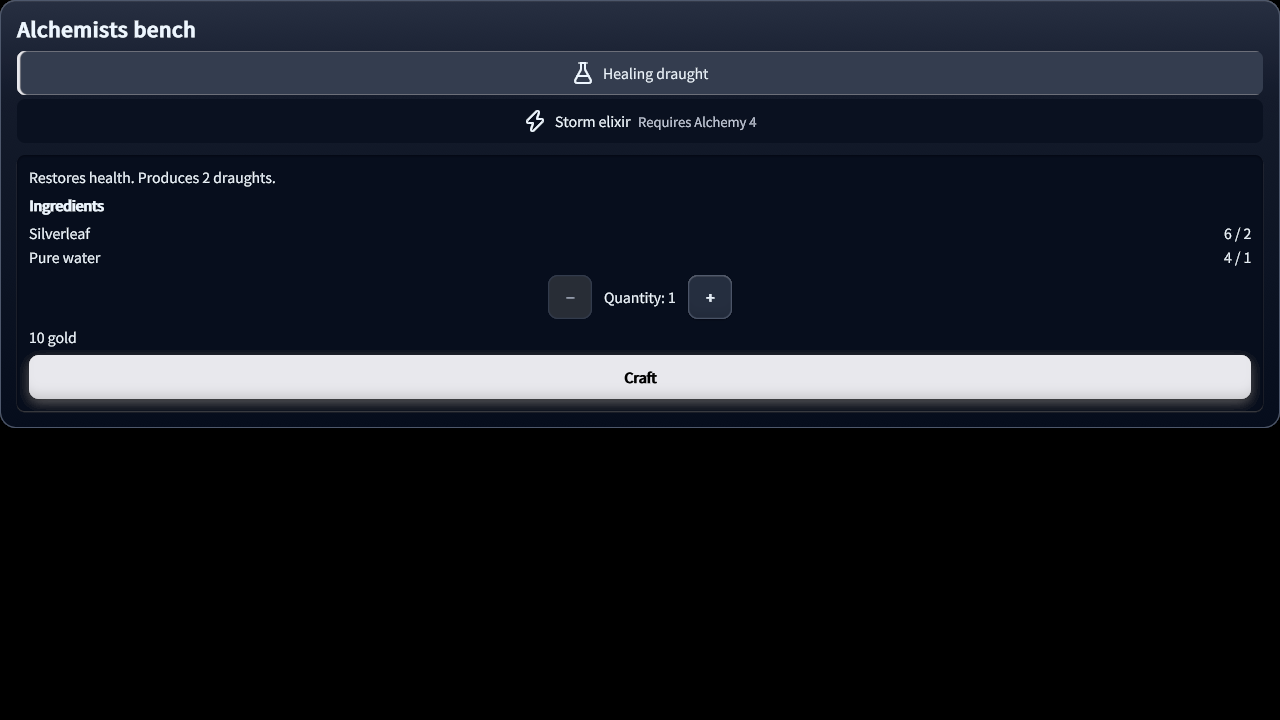 Alchemists bench
Healing draught
Storm elixir Requires Alchemy 4
Restores health. Produces 2 draughts.
Ingredients
Silverleaf 6 / 2
Pure water 4 / 1
− Quantity: 1 +
10 gold
Craft